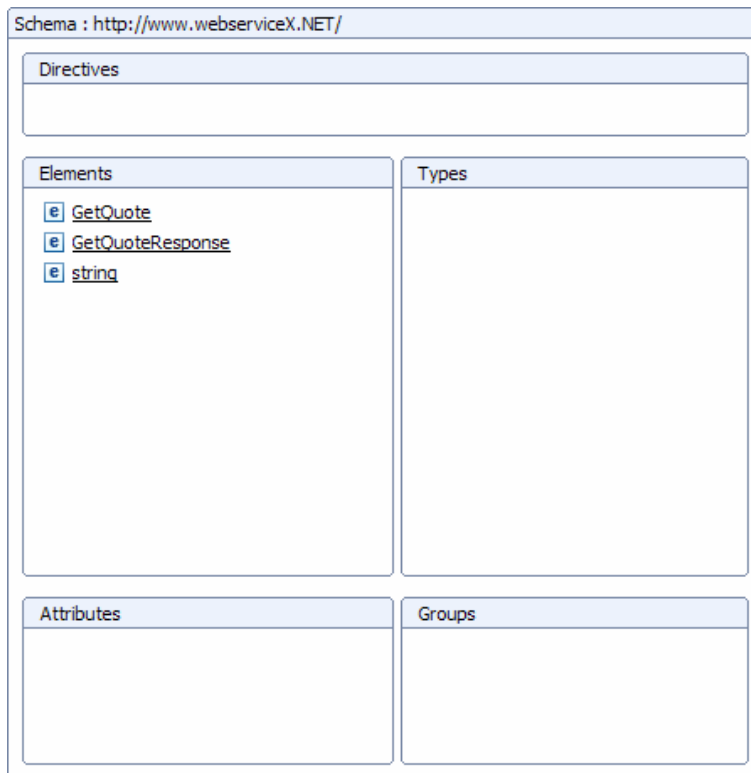 Schema : http://www.webserviceX.NET/
Directives
Elements
e GetQuote
e GetQuoteResponse
e string
Types
Attributes
Groups